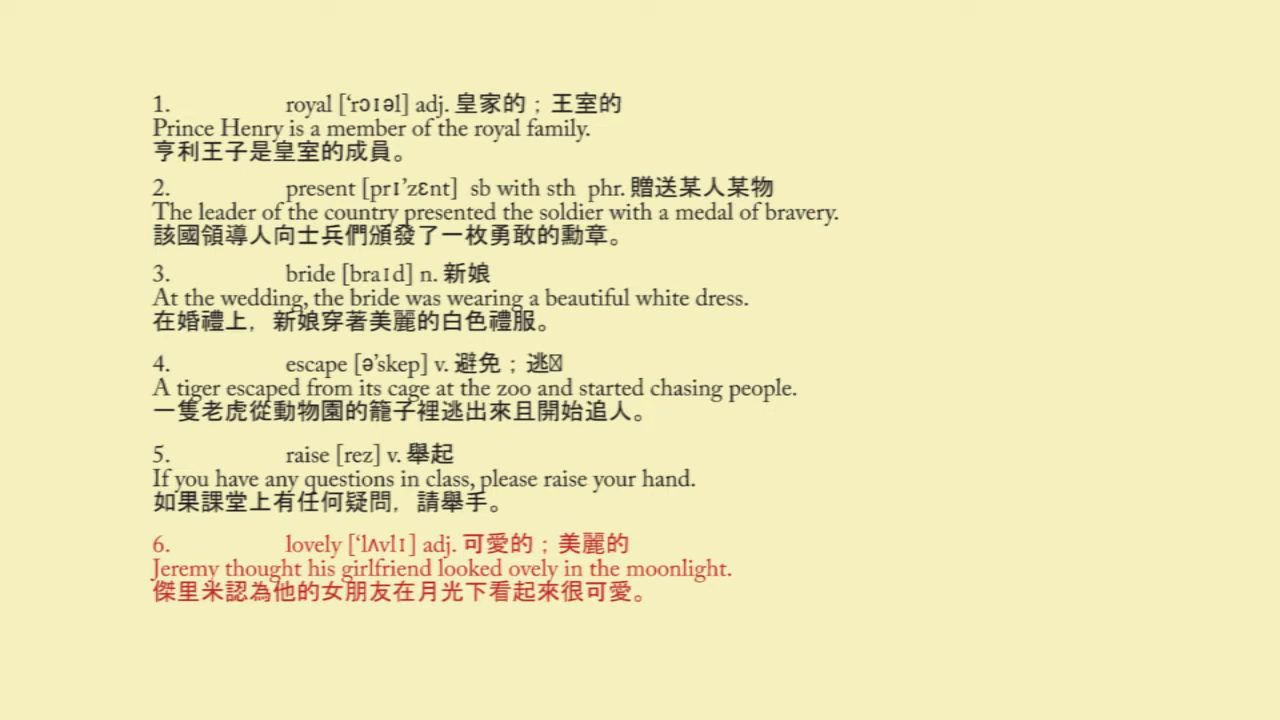 1. royal [‘rɔɪəl] adj. 皇家的；王室的
Prince Henry is a member of the royal family.
亨利王子是皇室的成員。
2. present [prɪ’zɛnt] sb with sth phr. 贈送某人某物
The leader of the country presented the soldier with a medal of bravery.
該國領導人向士兵們頒發了一枚勇敢的勳章。
3. bride [braɪd] n. 新娘
At the wedding, the bride was wearing a beautiful white dress.
在婚禮上，新娘穿著美麗的白色禮服。
4. escape [ə’skep] v. 避免；逃
A tiger escaped from its cage at the zoo and started chasing people.
一隻老虎從動物園的籠子裡逃出來且開始追人。
5. raise [rez] v. 舉起
If you have any questions in class, please raise your hand.
如果課堂上有任何疑問，請舉手。
6. lovely [‘lʌvlɪ] adj. 可愛的；美麗的
Jeremy thought his girlfriend looked ovely in the moonlight.
傑里米認為他的女朋友在月光下看起來很可愛。